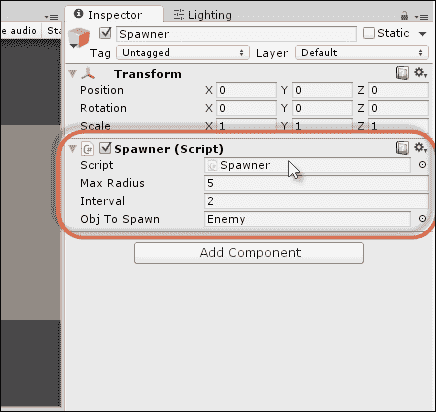 Inspector Lighting
e audio Sta
Spawner Static
Tag Untagged Layer Default
Transform
Position X 0 Y 0 Z 0
Rotation X 0 Y 0 Z 0
Scale X 1 Y 1 Z 1
Spawner (Script)
Script Spawner
Max Radius 5
Interval 2
Obj To Spawn Enemy
Add Component